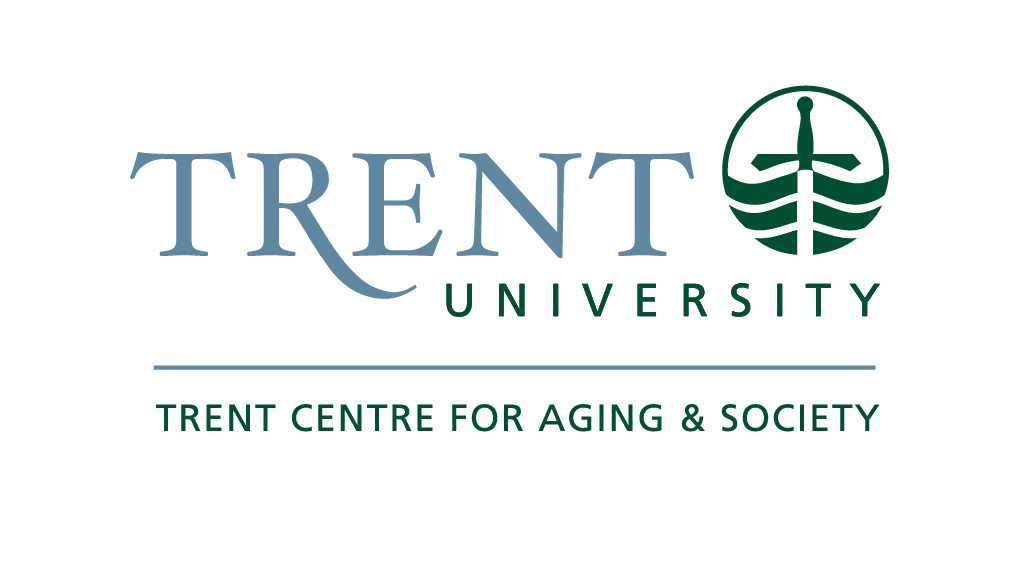 TRENT
UNIVERSITY
TRENT CENTRE FOR AGING & SOCIETY